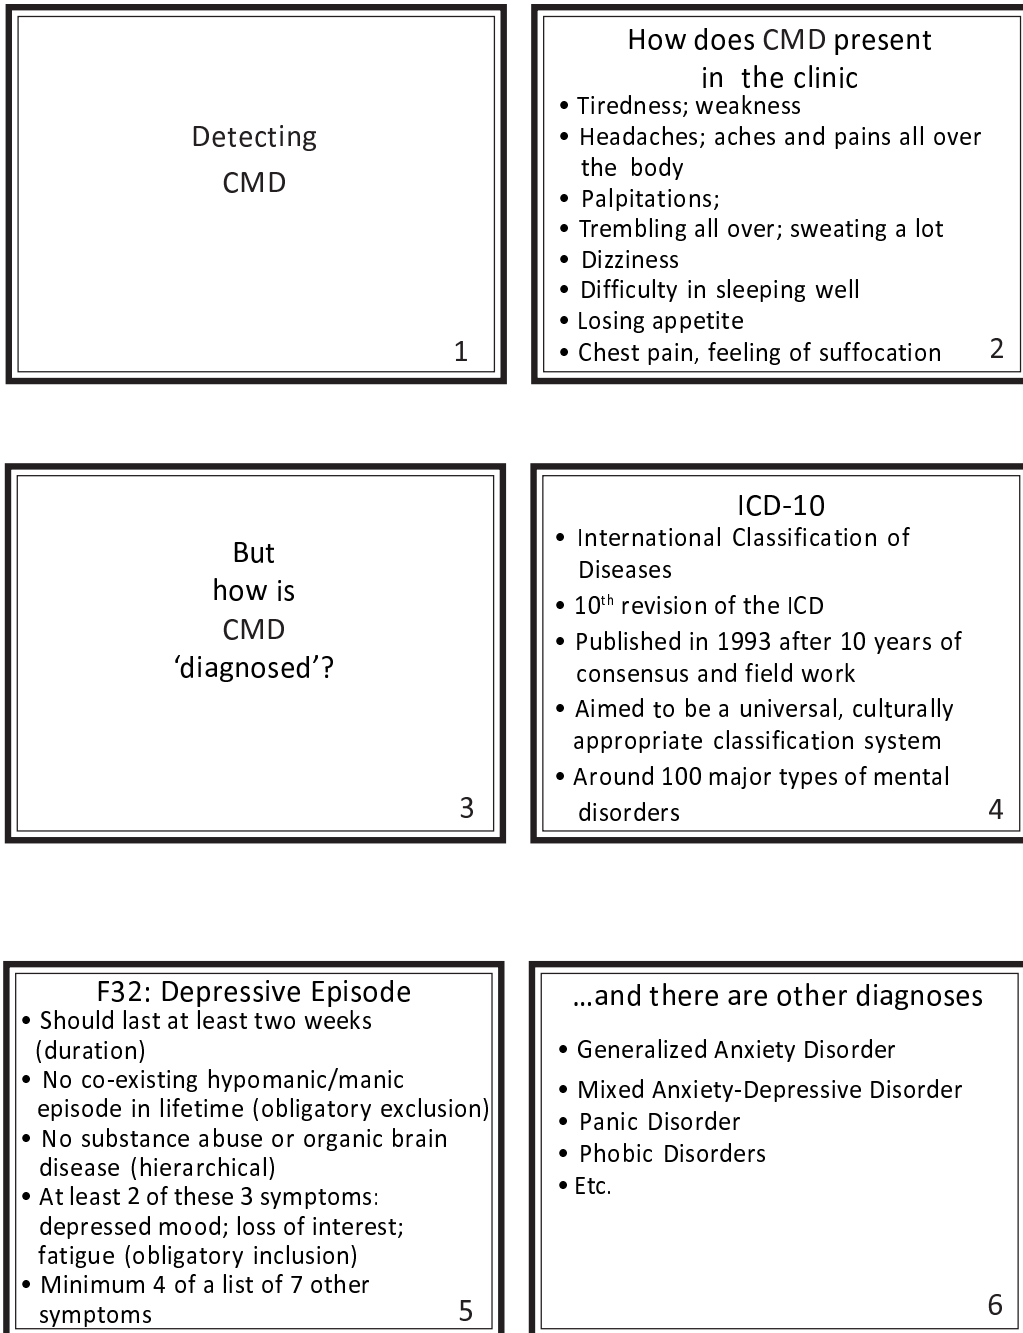 Detecting
CMD
1
How does CMD present
in the clinic
• Tiredness; weakness
• Headaches; aches and pains all over
the body
• Palpitations;
• Trembling all over; sweating a lot
• Dizziness
• Difficulty in sleeping well
• Losing appetite
• Chest pain, feeling of suffocation
2
But
how is
CMD
‘diagnosed’?
3
ICD-10
• International Classification of
Diseases
• 10th revision of the ICD
• Published in 1993 after 10 years of
consensus and field work
• Aimed to be a universal, culturally
appropriate classification system
• Around 100 major types of mental
disorders
4
F32: Depressive Episode
• Should last at least two weeks
(duration)
• No co-existing hypomanic/manic
episode in lifetime (obligatory exclusion)
• No substance abuse or organic brain
disease (hierarchical)
• At least 2 of these 3 symptoms:
depressed mood; loss of interest;
fatigue (obligatory inclusion)
• Minimum 4 of a list of 7 other
symptoms
5
...and there are other diagnoses
• Generalized Anxiety Disorder
• Mixed Anxiety-Depressive Disorder
• Panic Disorder
• Phobic Disorders
• Etc.
6